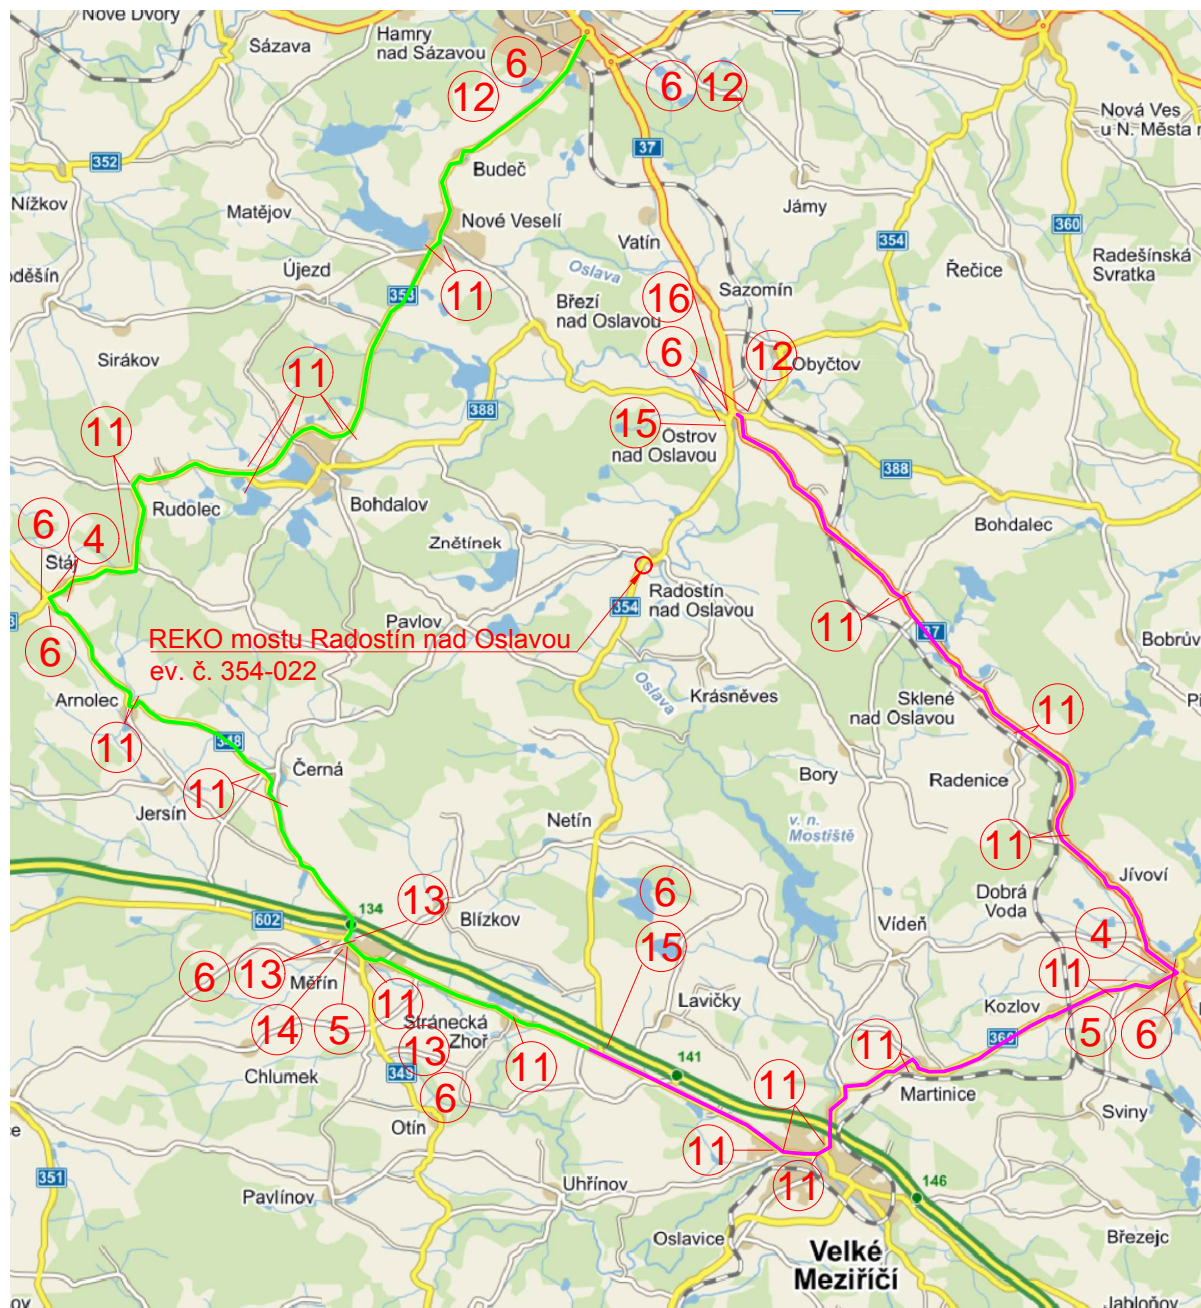 Nové Dvory
Sázava
Hamry
nad Sázavou
6
12
6
12
Nová Ves
u N. Města
352
37
Budeč
Nížkov
Matějov
Nové Veselí
Jámy
360
Vatín
354
Radešínská
Svratka
Řečice
Újezd
Oslava
353
11
16
Sazomín
Březí
nad Oslavou
Sirákov
6
12
Obyčtov
11
388
11
15
Ostrov
nad Oslavou
388
Rudolec
Bohdalov
Bohdalec
6
4
Znětínek
Stáj
Radostín
nad Oslavou
354
Pavlov
11
37
6
REKO mostu Radostín nad Oslavou
ev. č. 354-022
Oslava
Krásněves
Sklené
nad Oslavou
Arnolec
11
11
348
Černá
11
Bory
Radenice
Jersín
Netín
v. n.
Mostiště
11
Jívoví
Dobrá
Voda
134
13
6
602
Blízkov
Vídeň
4
15
6
13
Měřín
11
11
Lavičky
Kozlov
14
5
Stránecká
Zhoř
5
6
360
13
11
11
Chlumek
349
141
11
Martinice
6
Sviny
Otín
11
351
11
146
Pavlínov
Uhřínov
Oslavice
Březejc
Velké
Meziříčí
Jabloňov